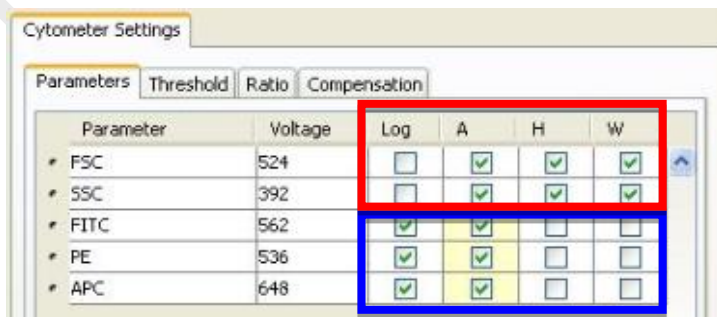 Cytometer Settings
Parameters Threshold Ratio Compensation
Parameter Voltage Log A H W
FSC 524
SSC 392
FITC 562
PE 536
APC 648